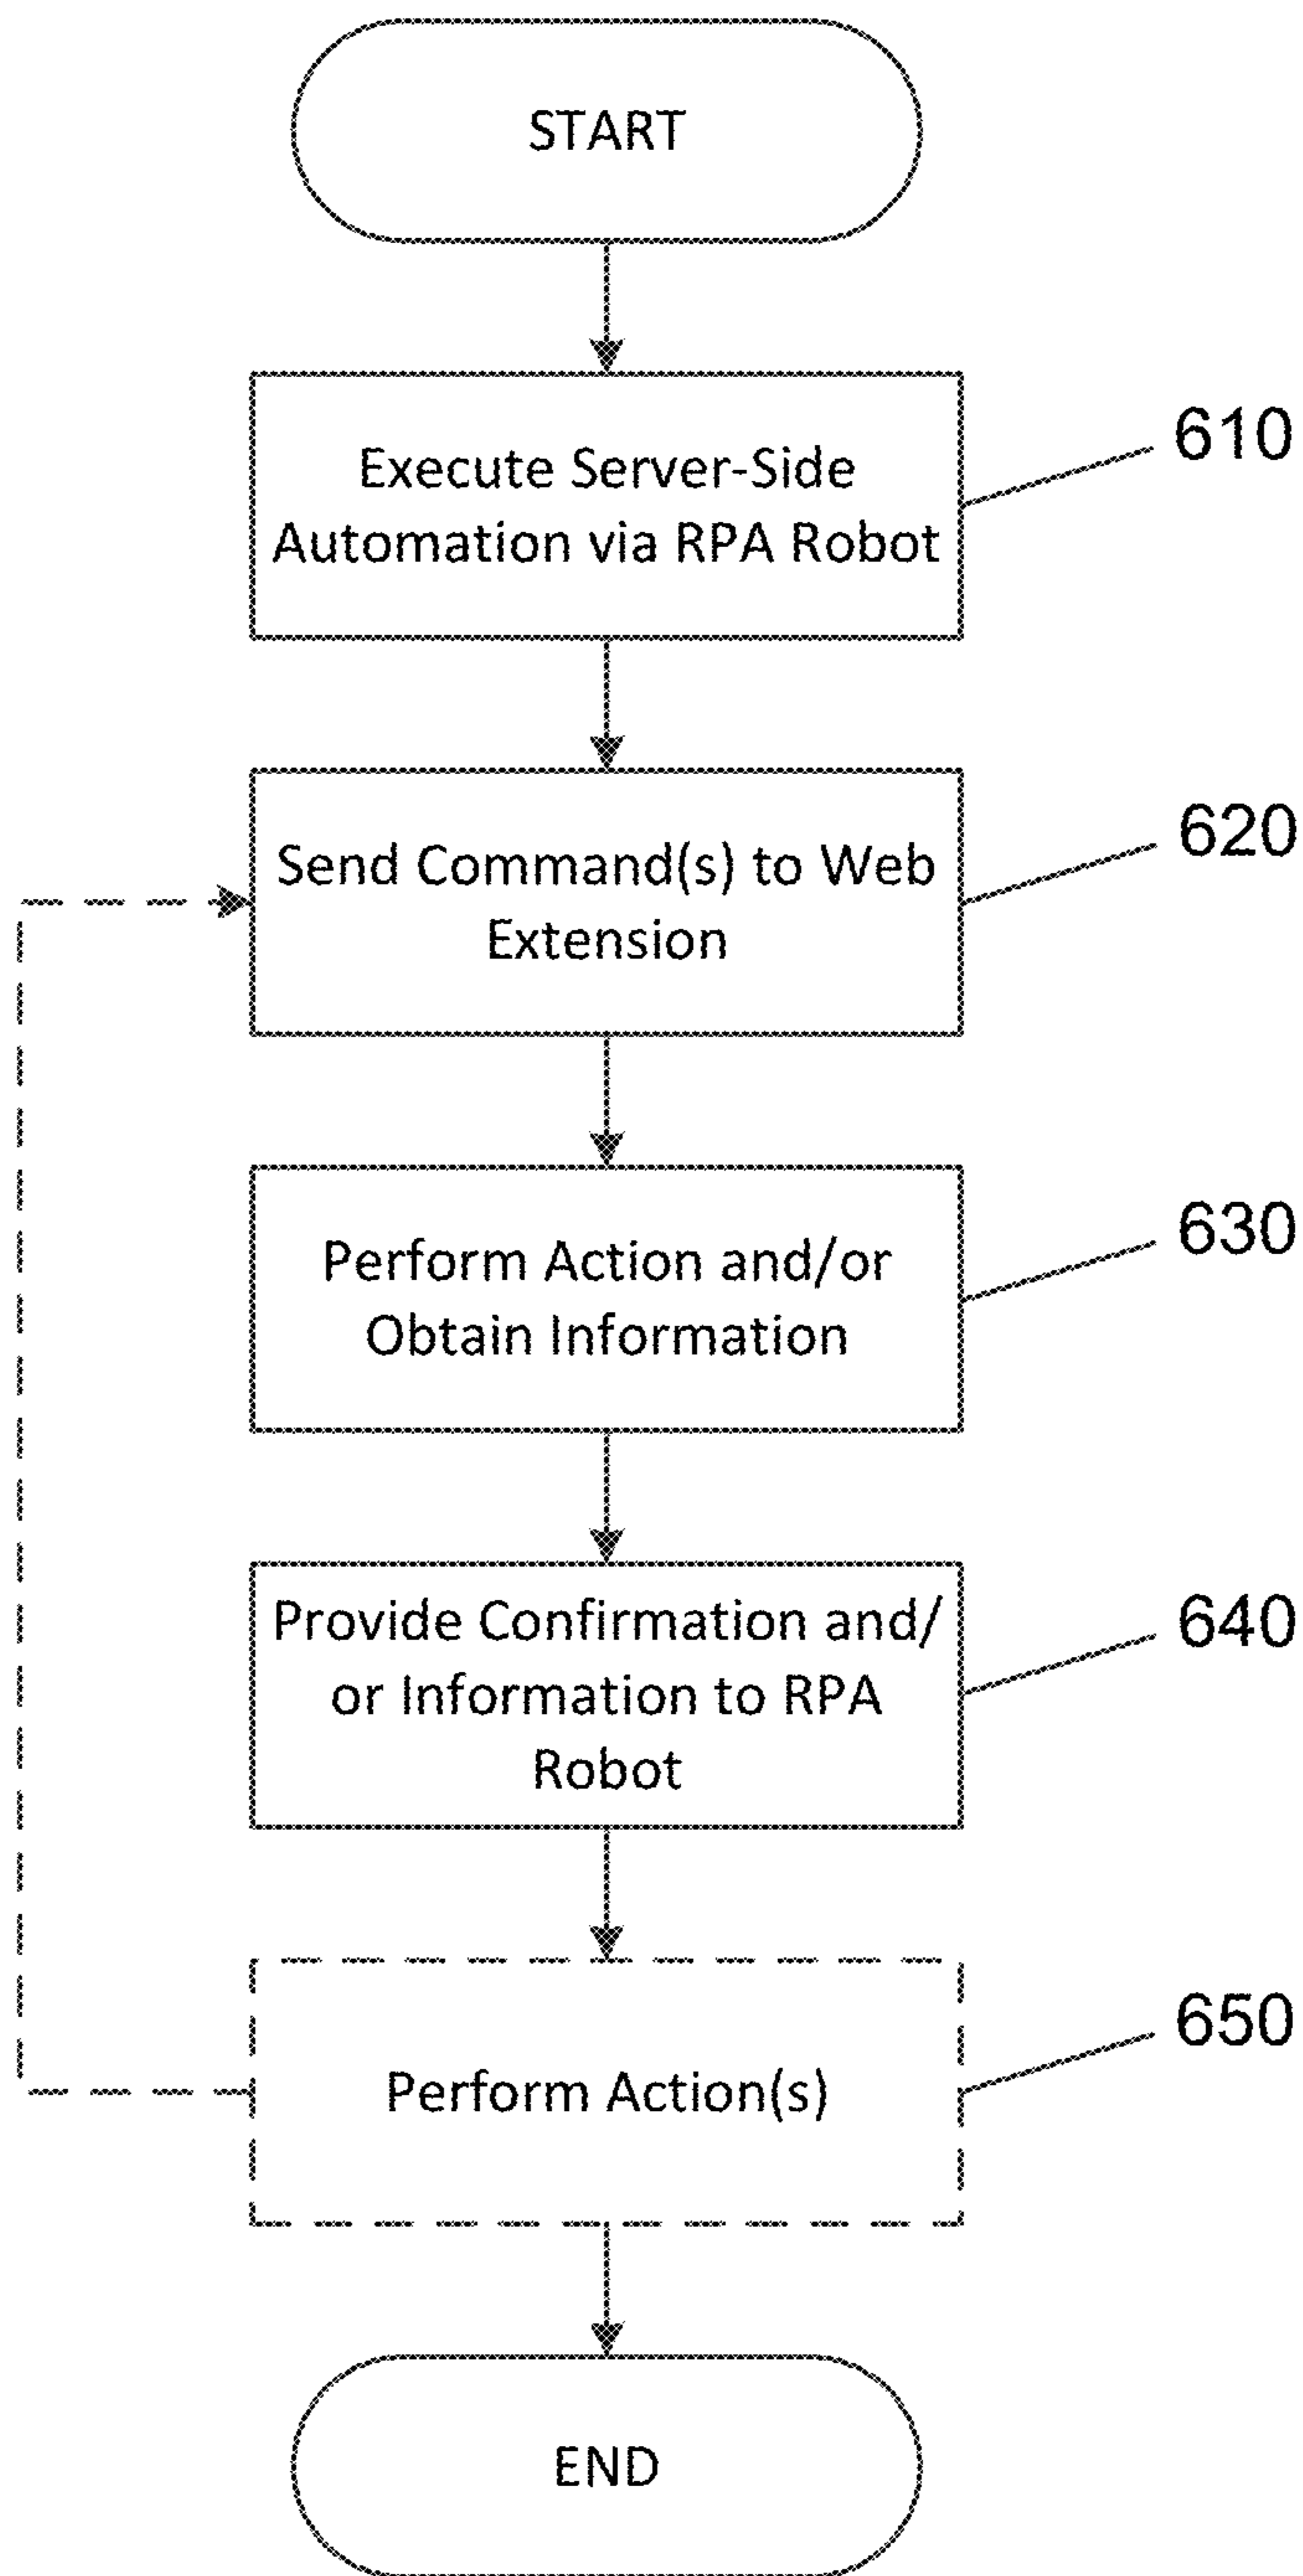 START
Execute Server-Side
Automation via RPA Robot
610
Send Command(s) to Web
Extension
620
Perform Action and/or
Obtain Information
630
Provide Confirmation and/
or Information to RPA
Robot
640
Perform Action(s)
650
END